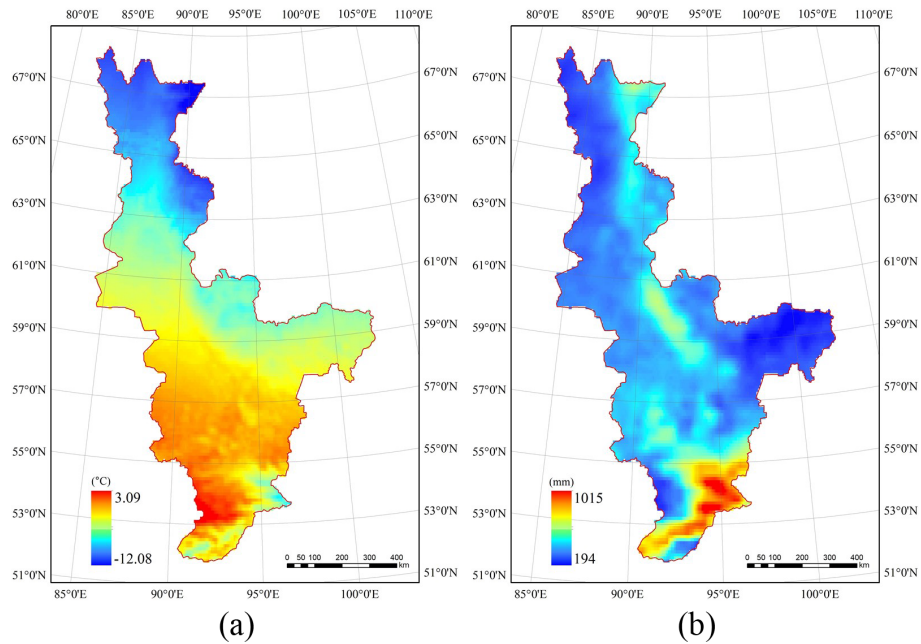 80°0'E 85°0'E 90°0'E 95°0'E 100°0'E 105°0'E 110°0'E
80°0'E 85°0'E 90°0'E 95°0'E 100°0'E 105°0'E 110°0'E
67°0'N 67°0'N 67°0'N 67°0'N
65°0'N 65°0'N 65°0'N 65°0'N
63°0'N 63°0'N 63°0'N 63°0'N
61°0'N 61°0'N 61°0'N 61°0'N
59°0'N 59°0'N 59°0'N 59°0'N
57°0'N 57°0'N 57°0'N 57°0'N
55°0'N 55°0'N 55°0'N 55°0'N
53°0'N 53°0'N 53°0'N 53°0'N
51°0'N 51°0'N 51°0'N 51°0'N
(°C)
3.09
-12.08
0 50 100 200 300 400
km
(mm)
1015
194
0 50 100 200 300 400
km
85°0'E 90°0'E 95°0'E 100°0'E
85°0'E 90°0'E 95°0'E 100°0'E
(a)
(b)